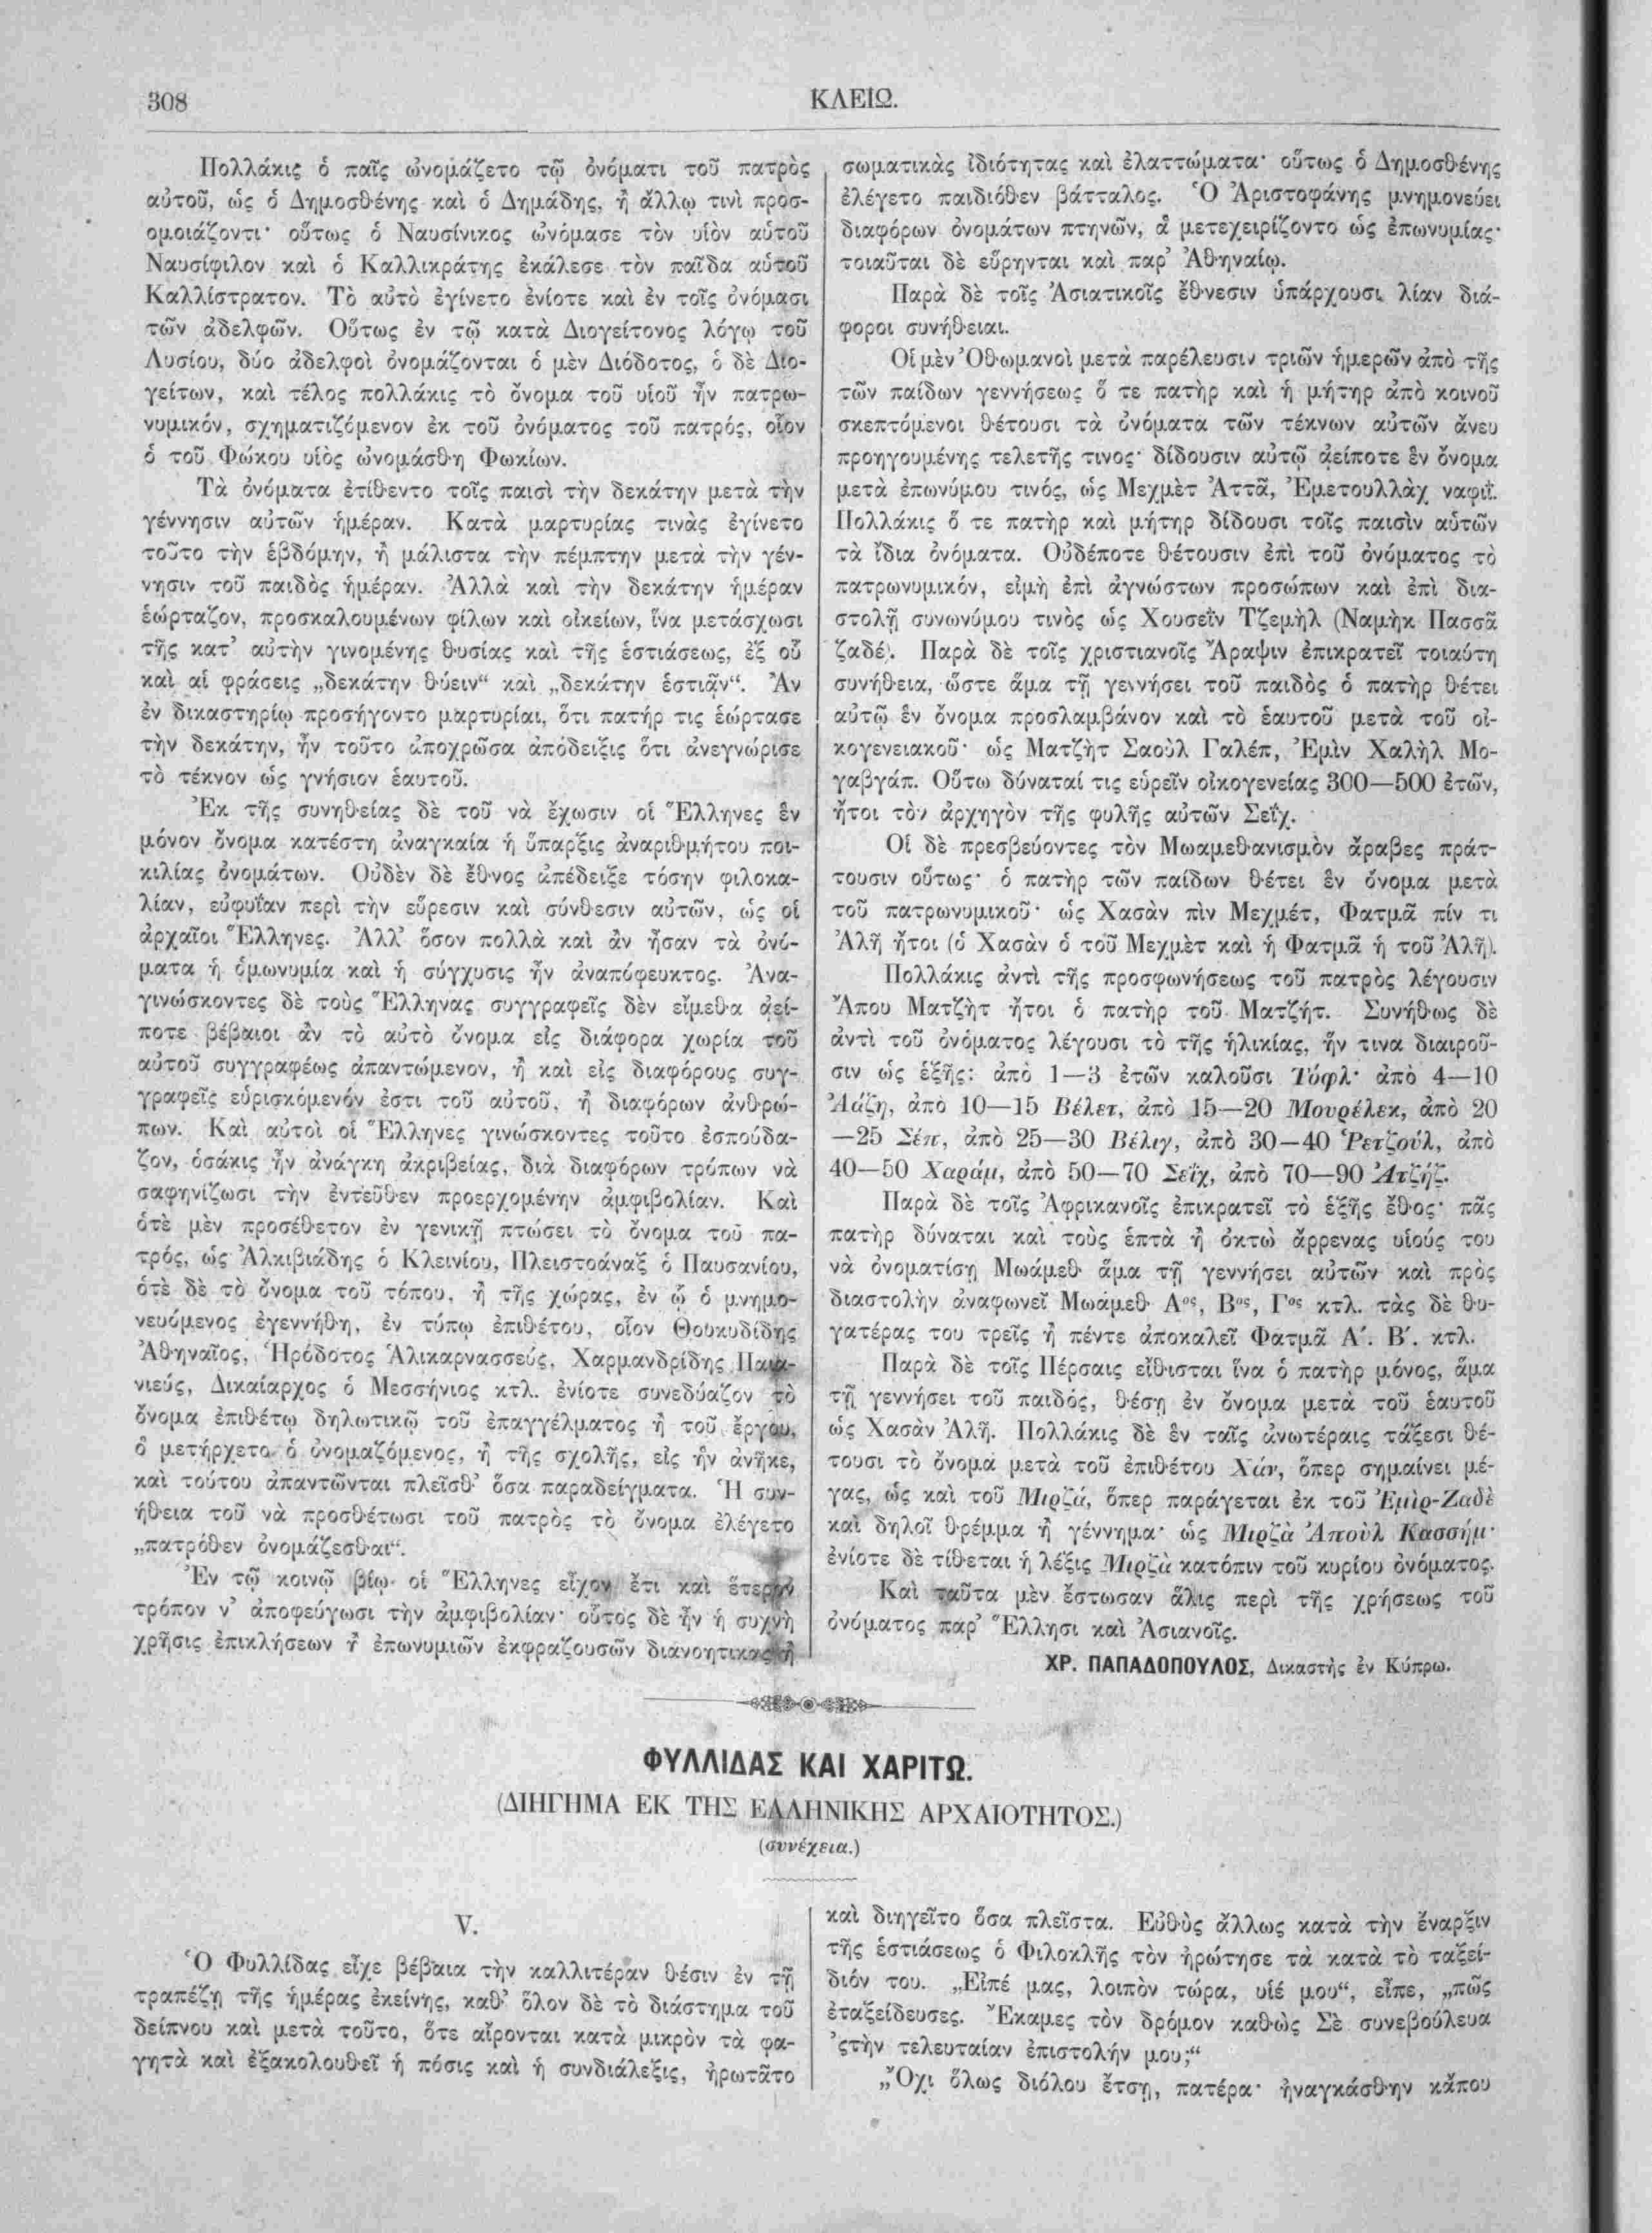 308
ΚΛΕΙΩ.
Πολλάκις ὁ παῖς ὠνομάζετο τῷ ὀνόματι τοῦ πατρὸς
αὑτοῦ, ὡς ὁ Δημοσθένης καὶ ὁ Δημάδης, ἢ ἄλλῳ τινὶ προσ-
ομοιάζοντι· οὕτως ὁ Ναυσίνικος ὠνόμασε τὸν υἱὸν αὑτοῦ
Ναυσίφιλον καὶ ὁ Καλλικράτης ἐκάλεσε τὸν παῖδα αὑτοῦ
Καλλίστρατον. Τὸ αὐτὸ ἐγίνετο ἐνίοτε καὶ ἐν τοῖς ὀνόμασι
τῶν ἀδελφῶν. Οὕτως ἐν τῷ κατὰ Διογείτονος λόγῳ τοῦ
Λυσίου, δύο ἀδελφοὶ ὀνομάζονται ὁ μὲν Διόδοτος, ὁ δὲ Διο-
γείτων, καὶ τέλος πολλάκις τὸ ὄνομα τοῦ υἱοῦ ἦν πατρω-
νυμικόν, σχηματιζόμενον ἐκ τοῦ ὀνόματος τοῦ πατρός, οἷον
ὁ τοῦ Φώκου υἱὸς ὠνομάσθη Φωκίων.
Τὰ ὀνόματα ἐτίθεντο τοῖς παισὶ τὴν δεκάτην μετὰ τὴν
γέννησιν αὐτῶν ἡμέραν. Κατὰ μαρτυρίας τινὰς ἐγίνετο
τοῦτο τὴν ἑβδόμην, ἢ μάλιστα τὴν πέμπτην μετὰ τὴν γέν-
νησιν τοῦ παιδὸς ἡμέραν. Ἀλλὰ καὶ τὴν δεκάτην ἡμέραν
ἑώρταζον, προσκαλουμένων φίλων καὶ οἰκείων, ἵνα μετάσχωσι
τῆς κατ' αὐτὴν γινομένης θυσίας καὶ τῆς ἑστιάσεως, ἐξ οὗ
καὶ αἱ φράσεις „δεκάτην θύειν“ καὶ „δεκάτην ἑστιᾶν“. Ἂν
ἐν δικαστηρίῳ προσήγοντο μαρτυρίαι, ὅτι πατήρ τις ἑώρτασε
τὴν δεκάτην, ἦν τοῦτο ἀποχρῶσα ἀπόδειξις ὅτι ἀνεγνώρισε
τὸ τέκνον ὡς γνήσιον ἑαυτοῦ.
Ἐκ τῆς συνηθείας δὲ τοῦ νὰ ἔχωσιν οἱ Ἕλληνες ἓν
μόνον ὄνομα κατέστη ἀναγκαία ἡ ὕπαρξις ἀναριθμήτου ποι-
κιλίας ὀνομάτων. Οὐδὲν δὲ ἔθνος ἀπέδειξε τόσην φιλοκα-
λίαν, εὐφυΐαν περὶ τὴν εὕρεσιν καὶ σύνθεσιν αὐτῶν, ὡς οἱ
ἀρχαῖοι Ἕλληνες. Ἀλλ' ὅσον πολλὰ καὶ ἂν ἦσαν τὰ ὀνό-
ματα ἡ ὁμωνυμία καὶ ἡ σύγχυσις ἦν ἀναπόφευκτος. Ἀνα-
γινώσκοντες δὲ τοὺς Ἕλληνας συγγραφεῖς δὲν εἴμεθα ἀεί-
ποτε βέβαιοι ἂν τὸ αὐτὸ ὄνομα εἰς διάφορα χωρία τοῦ
αὐτοῦ συγγραφέως ἀπαντώμενον, ἢ καὶ εἰς διαφόρους συγ-
γραφεῖς εὑρισκόμενόν ἐστι τοῦ αὐτοῦ, ἢ διαφόρων ἀνθρώ-
πων. Καὶ αὐτοὶ οἱ Ἕλληνες γινώσκοντες τοῦτο ἐσπούδα-
ζον, ὁσάκις ἦν ἀνάγκη ἀκριβείας, διὰ διαφόρων τρόπων νὰ
σαφηνίζωσι τὴν ἐντεῦθεν προερχομένην ἀμφιβολίαν. Καὶ
ὁτὲ μὲν προσέθετον ἐν γενικῇ πτώσει τὸ ὄνομα τοῦ πα-
τρός, ὡς Ἀλκιβιάδης ὁ Κλεινίου, Πλειστοάναξ ὁ Παυσανίου,
ὁτὲ δὲ τὸ ὄνομα τοῦ τόπου, ἢ τῆς χώρας, ἐν ᾧ ὁ μνημο-
νευόμενος ἐγεννήθη, ἐν τύπῳ ἐπιθέτου, οἷον Θουκυδίδης
Ἀθηναῖος, Ἡρόδοτος Ἁλικαρνασσεύς, Χαρμανδρίδης Παια-
νιεύς, Δικαίαρχος ὁ Μεσσήνιος κτλ. ἐνίοτε συνεδύαζον τὸ
ὄνομα ἐπιθέτῳ δηλωτικῷ τοῦ ἐπαγγέλματος ἢ τοῦ ἔργου,
ὃ μετήρχετο ὁ ὀνομαζόμενος, ἢ τῆς σχολῆς, εἰς ἣν ἀνῆκε,
καὶ τούτου ἀπαντῶνται πλεῖσθ' ὅσα παραδείγματα. Ἡ συν-
ήθεια τοῦ νὰ προσθέτωσι τοῦ πατρὸς τὸ ὄνομα ἐλέγετο
„πατρόθεν ὀνομάζεσθαι“.
Ἐν τῷ κοινῷ βίῳ οἱ Ἕλληνες εἶχον ἔτι καὶ ἕτερον
τρόπον ν' ἀποφεύγωσι τὴν ἀμφιβολίαν· οὗτος δὲ ἦν ἡ συχνὴ
χρῆσις ἐπικλήσεων ἢ ἐπωνυμιῶν ἐκφραζουσῶν διανοητικὰς ἢ
σωματικὰς ἰδιότητας καὶ ἐλαττώματα· οὕτως ὁ Δημοσθένης
ἐλέγετο παιδιόθεν βάτταλος. Ὁ Ἀριστοφάνης μνημονεύει
διαφόρων ὀνομάτων πτηνῶν, ἃ μετεχειρίζοντο ὡς ἐπωνυμίας·
τοιαῦται δὲ εὕρηνται καὶ παρ' Ἀθηναίῳ.
Παρὰ δὲ τοῖς Ἀσιατικοῖς ἔθνεσιν ὑπάρχουσι λίαν διά-
φοροι συνήθειαι.
Οἱ μὲν Ὀθωμανοὶ μετὰ παρέλευσιν τριῶν ἡμερῶν ἀπὸ τῆς
τῶν παίδων γεννήσεως ὅ τε πατὴρ καὶ ἡ μήτηρ ἀπὸ κοινοῦ
σκεπτόμενοι θέτουσι τὰ ὀνόματα τῶν τέκνων αὑτῶν ἄνευ
προηγουμένης τελετῆς τινος· δίδουσιν αὐτῷ ἀείποτε ἓν ὄνομα
μετὰ ἐπωνύμου τινός, ὡς Μεχμὲτ Ἀττᾶ, Ἐμετουλλὰχ ναφιΐ.
Πολλάκις ὅ τε πατὴρ καὶ μήτηρ δίδουσι τοῖς παισὶν αὑτῶν
τὰ ἴδια ὀνόματα. Οὐδέποτε θέτουσιν ἐπὶ τοῦ ὀνόματος τὸ
πατρωνυμικόν, εἰμὴ ἐπὶ ἀγνώστων προσώπων καὶ ἐπὶ δια-
στολῇ συνωνύμου τινὸς ὡς Χουσεῒν Τζεμὴλ (Ναμὴκ Πασσᾶ
ζαδέ). Παρὰ δὲ τοῖς χριστιανοῖς Ἄραψιν ἐπικρατεῖ τοιαύτη
συνήθεια, ὥστε ἅμα τῇ γεννήσει τοῦ παιδὸς ὁ πατὴρ θέτει
αὐτῷ ἓν ὄνομα προσλαμβάνον καὶ τὸ ἑαυτοῦ μετὰ τοῦ οἰ-
κογενειακοῦ· ὡς Ματζὴτ Σαοὺλ Γαλέπ, Ἐμὶν Χαλὴλ Μο-
γαβγάπ. Οὕτω δύναταί τις εὑρεῖν οἰκογενείας 300—500 ἐτῶν,
ἤτοι τὸν ἀρχηγὸν τῆς φυλῆς αὐτῶν Σεΐχ.
Οἱ δὲ πρεσβεύοντες τὸν Μωαμεθανισμὸν ἄραβες πράτ-
τουσιν οὕτως· ὁ πατὴρ τῶν παίδων θέτει ἓν ὄνομα μετὰ
τοῦ πατρωνυμικοῦ· ὡς Χασὰν πὶν Μεχμέτ, Φατμᾶ πίν τι
Ἀλῆ ἤτοι (ὁ Χασὰν ὁ τοῦ Μεχμὲτ καὶ ἡ Φατμᾶ ἡ τοῦ Ἀλῆ).
Πολλάκις ἀντὶ τῆς προσφωνήσεως τοῦ πατρὸς λέγουσιν
Ἄπου Ματζὴτ ἤτοι ὁ πατὴρ τοῦ Ματζήτ. Συνήθως δὲ
ἀντὶ τοῦ ὀνόματος λέγουσι τὸ τῆς ἡλικίας, ἥν τινα διαιροῦ-
σιν ὡς ἑξῆς: ἀπὸ 1—3 ἐτῶν καλοῦσι Τύφλ· ἀπὸ 4—10
Ἀάζη, ἀπὸ 10—15 Βέλετ, ἀπὸ 15—20 Μουρέλεκ, ἀπὸ 20
—25 Σέπ, ἀπὸ 25—30 Βέλιγ, ἀπὸ 30—40 Ῥετζούλ, ἀπὸ
40—50 Χαράμ, ἀπὸ 50—70 Σεΐχ, ἀπὸ 70—90 Ἀτζήζ.
Παρὰ δὲ τοῖς Ἀφρικανοῖς ἐπικρατεῖ τὸ ἑξῆς ἔθος· πᾶς
πατὴρ δύναται καὶ τοὺς ἑπτὰ ἢ ὀκτὼ ἄρρενας υἱούς του
νὰ ὀνοματίσῃ Μωάμεθ ἅμα τῇ γεννήσει αὐτῶν καὶ πρὸς
διαστολὴν ἀναφωνεῖ Μωάμεθ Αος, Βος, Γος κτλ. τὰς δὲ θυ-
γατέρας του τρεῖς ἢ πέντε ἀποκαλεῖ Φατμᾶ Α΄. Β΄. κτλ.
Παρὰ δὲ τοῖς Πέρσαις εἴθισται ἵνα ὁ πατὴρ μόνος, ἅμα
τῇ γεννήσει τοῦ παιδός, θέσῃ ἐν ὄνομα μετὰ τοῦ ἑαυτοῦ
ὡς Χασὰν Ἀλῆ. Πολλάκις δὲ ἐν ταῖς ἀνωτέραις τάξεσι θέ-
τουσι τὸ ὄνομα μετὰ τοῦ ἐπιθέτου Χάν, ὅπερ σημαίνει μέ-
γας, ὡς καὶ τοῦ Μιρζά, ὅπερ παράγεται ἐκ τοῦ Ἐμὶρ-Ζαδὲ
καὶ δηλοῖ θρέμμα ἢ γέννημα· ὡς Μιρζὰ Ἀποὺλ Κασσήμ·
ἐνίοτε δὲ τίθεται ἡ λέξις Μιρζὰ κατόπιν τοῦ κυρίου ὀνόματος.
Καὶ ταῦτα μὲν ἔστωσαν ἅλις περὶ τῆς χρήσεως τοῦ
ὀνόματος παρ' Ἕλλησι καὶ Ἀσιανοῖς.
ΧΡ. ΠΑΠΑΔΟΠΟΥΛΟΣ, Δικαστὴς ἐν Κύπρῳ.
ΦΥΛΛΙΔΑΣ ΚΑΙ ΧΑΡΙΤΩ.
(ΔΙΗΓΗΜΑ ΕΚ ΤΗΣ ΕΛΛΗΝΙΚΗΣ ΑΡΧΑΙΟΤΗΤΟΣ.)
(συνέχεια.)
V.
Ὁ Φυλλίδας εἶχε βέβαια τὴν καλλιτέραν θέσιν ἐν τῇ
τραπέζῃ τῆς ἡμέρας ἐκείνης, καθ' ὅλον δὲ τὸ διάστημα τοῦ
δείπνου καὶ μετὰ τοῦτο, ὅτε αἴρονται κατὰ μικρὸν τὰ φα-
γητὰ καὶ ἐξακολουθεῖ ἡ πόσις καὶ ἡ συνδιάλεξις, ἠρωτᾶτο
καὶ διηγεῖτο ὅσα πλεῖστα. Εὐθὺς ἄλλως κατὰ τὴν ἔναρξιν
τῆς ἑστιάσεως ὁ Φιλοκλῆς τὸν ἠρώτησε τὰ κατὰ τὸ ταξεί-
διόν του. „Εἰπέ μας, λοιπὸν τώρα, υἱέ μου“, εἶπε, „πῶς
ἐταξείδευσες. Ἔκαμες τὸν δρόμον καθὼς Σὲ συνεβούλευα
'ςτὴν τελευταίαν ἐπιστολήν μου;“
„Ὄχι ὅλως διόλου ἔτσῃ, πατέρα· ἠναγκάσθην κἄπου